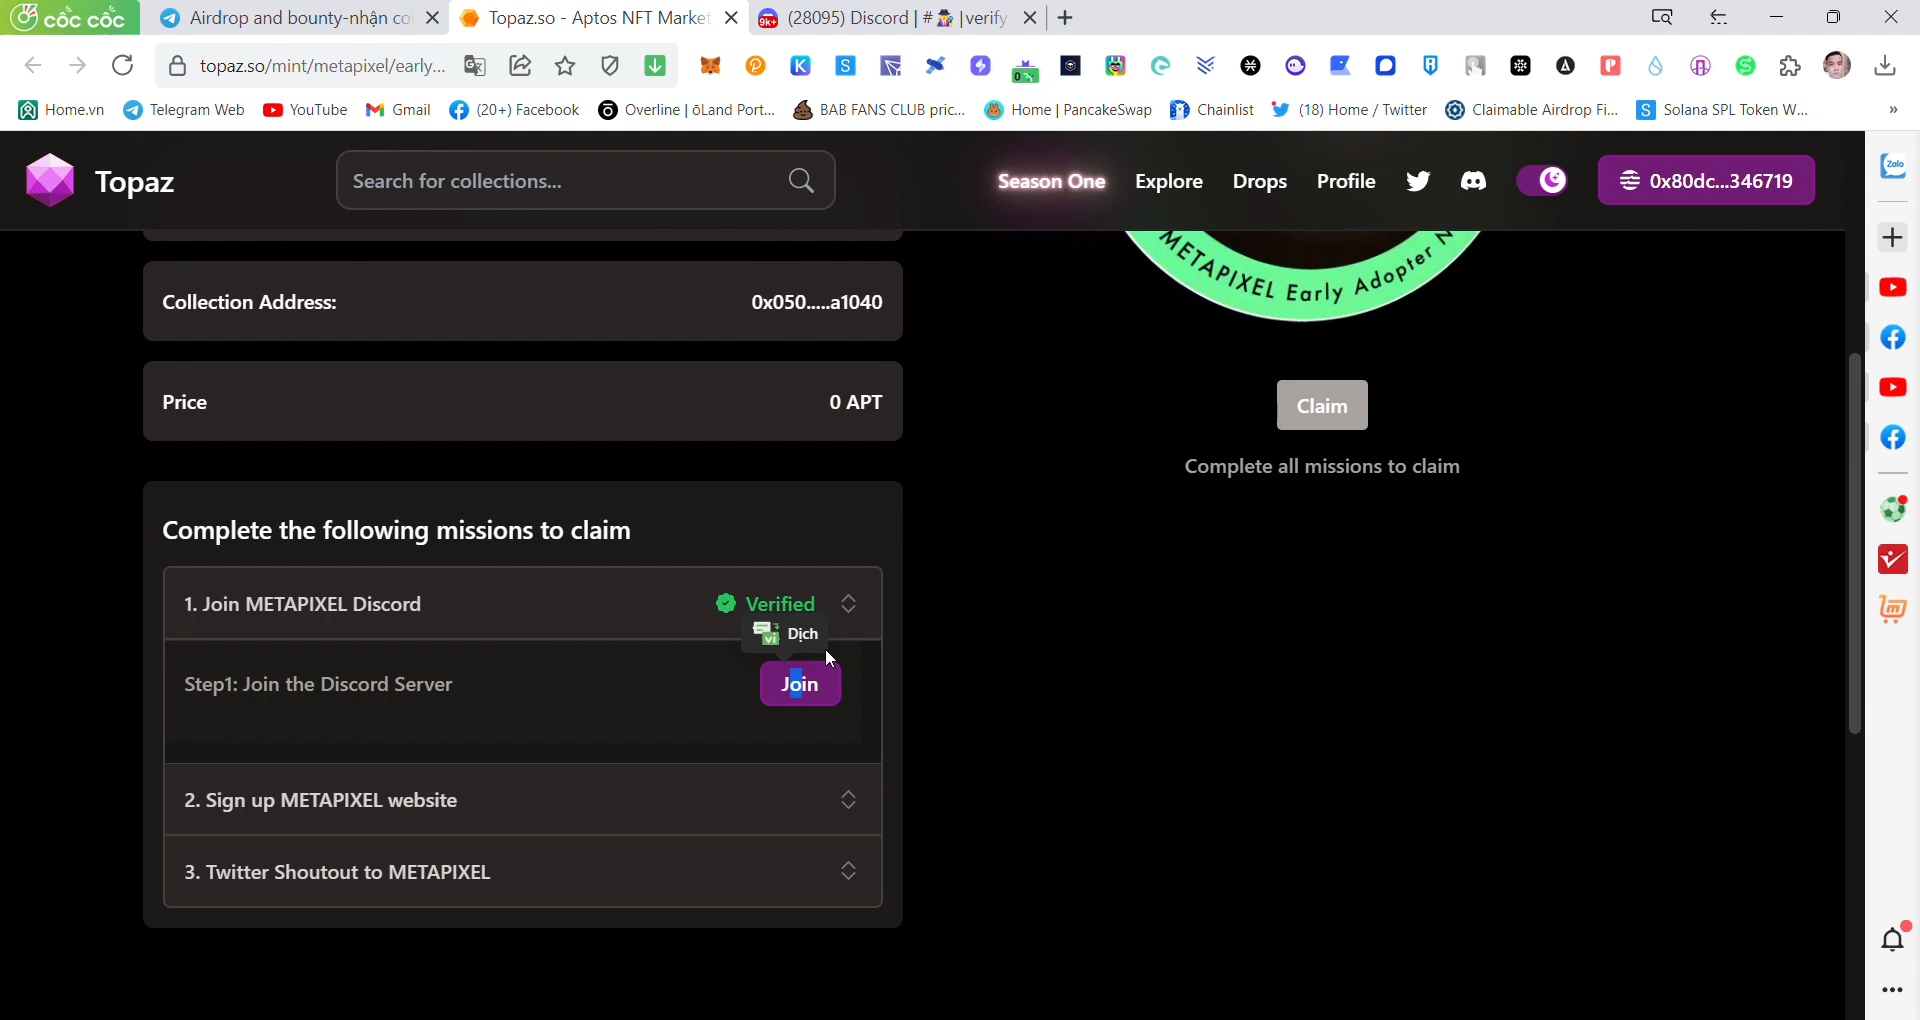 cốc cốc
Airdrop and bounty-nhận co
Topaz.so - Aptos NFT Market
(28095) Discord | # |verify
topaz.so/mint/metapixel/early...
Home.vn
Telegram Web
YouTube
Gmail
(20+) Facebook
Overline | ōLand Port...
BAB FANS CLUB pric...
Home | PancakeSwap
Chainlist
(18) Home / Twitter
Claimable Airdrop Fi...
Solana SPL Token W...
»
Topaz
Search for collections...
Season One
Explore
Drops
Profile
0x80dc...346719
Zalo
METAPIXEL Early Adopter N
Collection Address:
0x050.....a1040
Price
0 APT
Claim
Complete all missions to claim
Complete the following missions to claim
1. Join METAPIXEL Discord
Verified
vi Dịch
Step1: Join the Discord Server
Join
2. Sign up METAPIXEL website
3. Twitter Shoutout to METAPIXEL